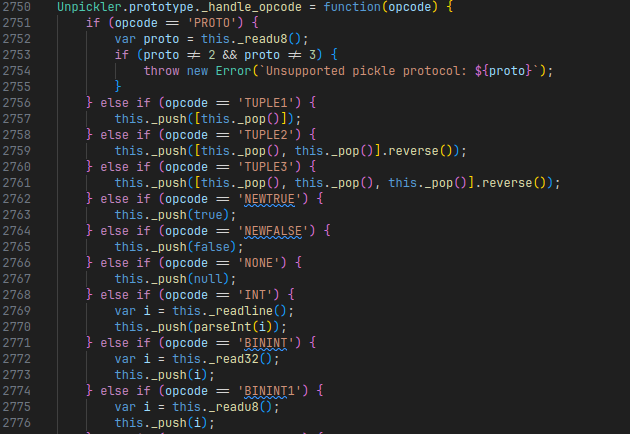 2750 Unpickler.prototype._handle_opcode = function(opcode) {
2751 if (opcode == 'PROTO') {
2752 var proto = this._readu8();
2753 if (proto != 2 && proto != 3) {
2754 throw new Error(`Unsupported pickle protocol: ${proto}`);
2755 }
2756 } else if (opcode == 'TUPLE1') {
2757 this._push([this._pop()]);
2758 } else if (opcode == 'TUPLE2') {
2759 this._push([this._pop(), this._pop()].reverse());
2760 } else if (opcode == 'TUPLE3') {
2761 this._push([this._pop(), this._pop(), this._pop()].reverse());
2762 } else if (opcode == 'NEWTRUE') {
2763 this._push(true);
2764 } else if (opcode == 'NEWFALSE') {
2765 this._push(false);
2766 } else if (opcode == 'NONE') {
2767 this._push(null);
2768 } else if (opcode == 'INT') {
2769 var i = this._readline();
2770 this._push(parseInt(i));
2771 } else if (opcode == 'BININT') {
2772 var i = this._read32();
2773 this._push(i);
2774 } else if (opcode == 'BININT1') {
2775 var i = this._readu8();
2776 this._push(i);